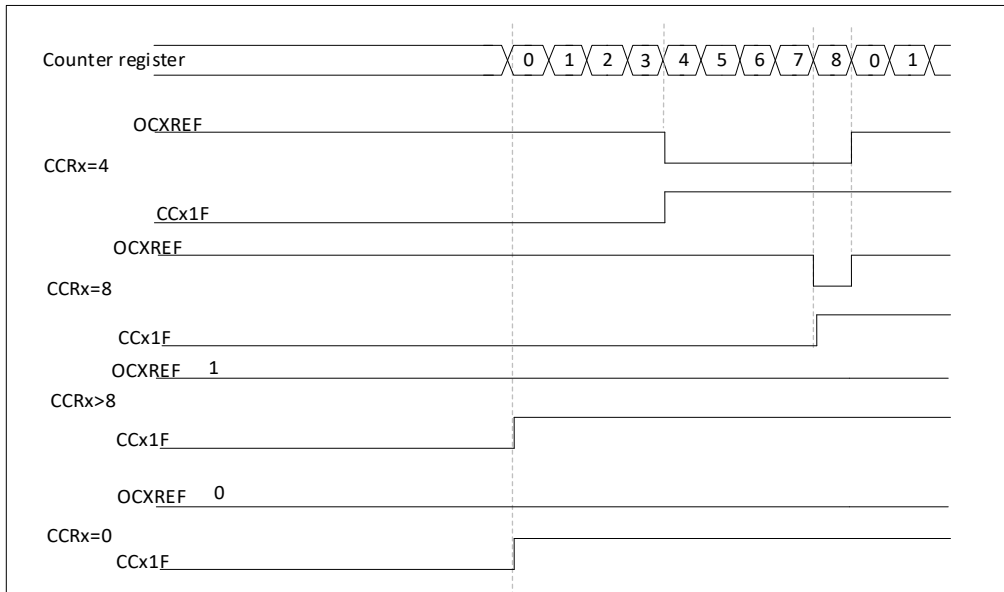 Counter register 0 1 2 3 4 5 6 7 8 0 1
OCXREF
CCRx=4
CCx1F
OCXREF
CCRx=8
CCx1F
OCXREF 1
CCRx>8
CCx1F
OCXREF 0
CCRx=0
CCx1F